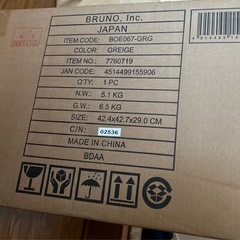 BRUNO, Inc.
JAPAN
ITEM CODE: BOE067-GRG
COLOR: GREIGE
ITEM NO.: 7760719
JAN CODE: 4514499155906
Q'TY: 1 PC
N.W.: 5.1 KG
G.W.: 6.5 KG
SIZE: 42.4x42.7x29.0 CM
C/N: 02536
MADE IN CHINA
BDAA